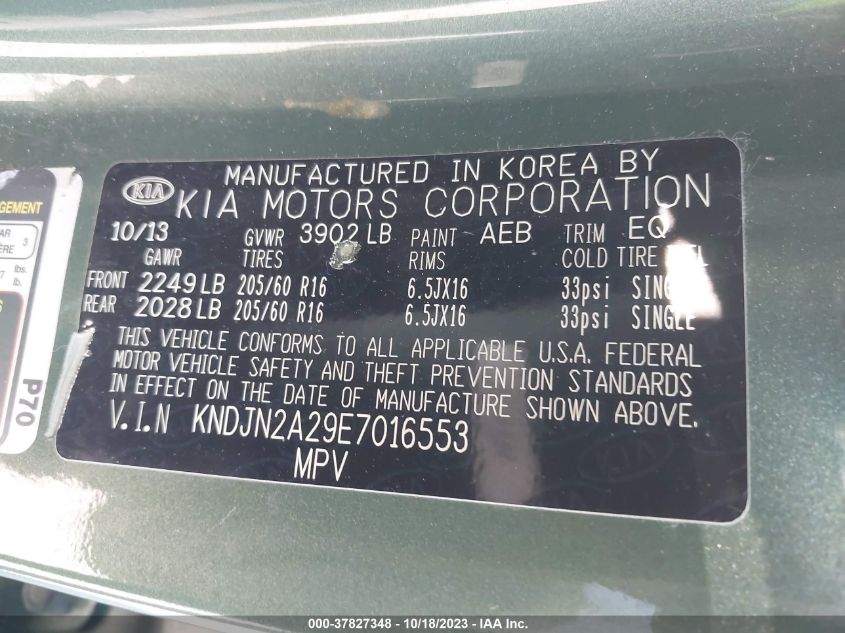 MANUFACTURED IN KOREA BY
KIA KIA MOTORS CORPORATION
10/13 GVWR 3902 LB PAINT AEB TRIM EQ
GAWR TIRES RIMS COLD TIRE
FRONT 2249 LB 205/60 R16 6.5JX16 33psi
REAR 2028 LB 205/60 R16 6.5JX16 33psi SINGLE
THIS VEHICLE CONFORMS TO ALL APPLICABLE U.S.A. FEDERAL
MOTOR VEHICLE SAFETY AND THEFT PREVENTION STANDARDS
IN EFFECT ON THE DATE OF MANUFACTURE SHOWN ABOVE.
V.I.N KNDJN2A29E7016553
MPV
3
lbs.
lb.
P70
000-37827348 - 10/18/2023 - IAA Inc.